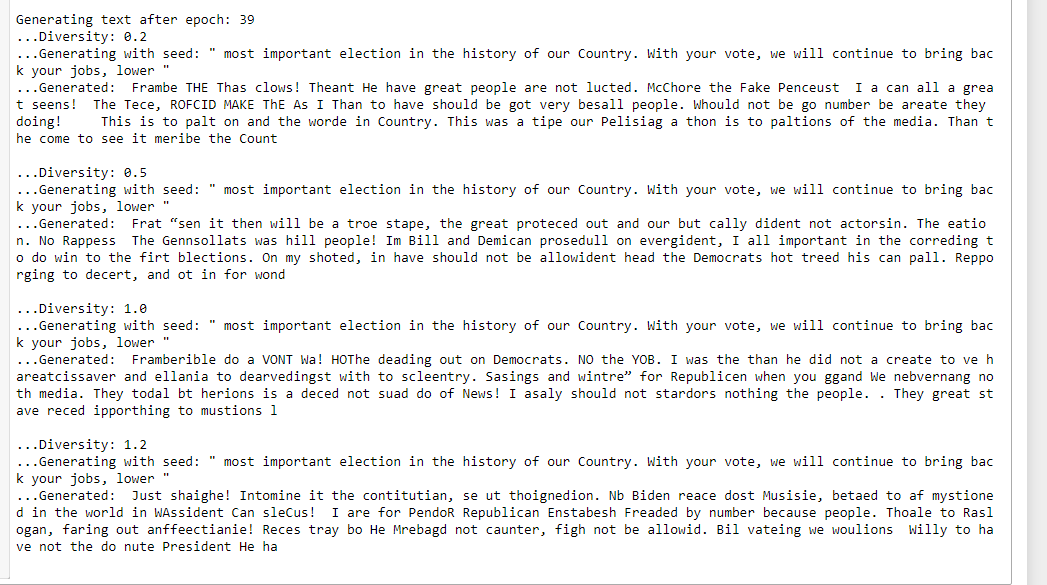 Generating text after epoch: 39
...Diversity: 0.2
...Generating with seed: " most important election in the history of our Country. With your vote, we will continue to bring bac
k your jobs, lower "
...Generated:  Frambe THE Thas clows! Theant He have great people are not lucted. McChore the Fake Penceust  I a can all a grea
t seens!  The Tece, ROFCID MAKE ThE As I Than to have should be got very besall people. Whould not be go number be areate they
doing!     This is to palt on and the worde in Country. This was a tipe our Pelisiag a thon is to paltions of the media. Than t
he come to see it meribe the Count

...Diversity: 0.5
...Generating with seed: " most important election in the history of our Country. With your vote, we will continue to bring bac
k your jobs, lower "
...Generated:  Frat “sen it then will be a troe stape, the great proteced out and our but cally dident not actorsin. The eatio
n. No Rappess  The Gennsollats was hill people! Im Bill and Demican prosedull on evergident, I all important in the correding t
o do win to the firt blections. On my shoted, in have should not be allowident head the Democrats hot treed his can pall. Reppo
rging to decert, and ot in for wond

...Diversity: 1.0
...Generating with seed: " most important election in the history of our Country. With your vote, we will continue to bring bac
k your jobs, lower "
...Generated:  Framberible do a VONT Wa! HOThe deading out on Democrats. NO the YOB. I was the than he did not a create to ve h
areatcissaver and ellania to dearvedingst with to scleentry. Sasings and wintre” for Republicen when you ggand We nebvernang no
th media. They todal bt herions is a deced not suad do of News! I asaly should not stardors nothing the people. . They great st
ave reced ipporthing to mustions l

...Diversity: 1.2
...Generating with seed: " most important election in the history of our Country. With your vote, we will continue to bring bac
k your jobs, lower "
...Generated:  Just shaighe! Intomine it the contitutian, se ut thoignedion. Nb Biden reace dost Musisie, betaed to af mystione
d in the world in WAssident Can sleCus!  I are for PendoR Republican Enstabesh Freaded by number because people. Thoale to Rasl
ogan, faring out anffeectianie! Reces tray bo He Mrebagd not caunter, figh not be allowid. Bil vateing we woulions  Willy to ha
ve not the do nute President He ha